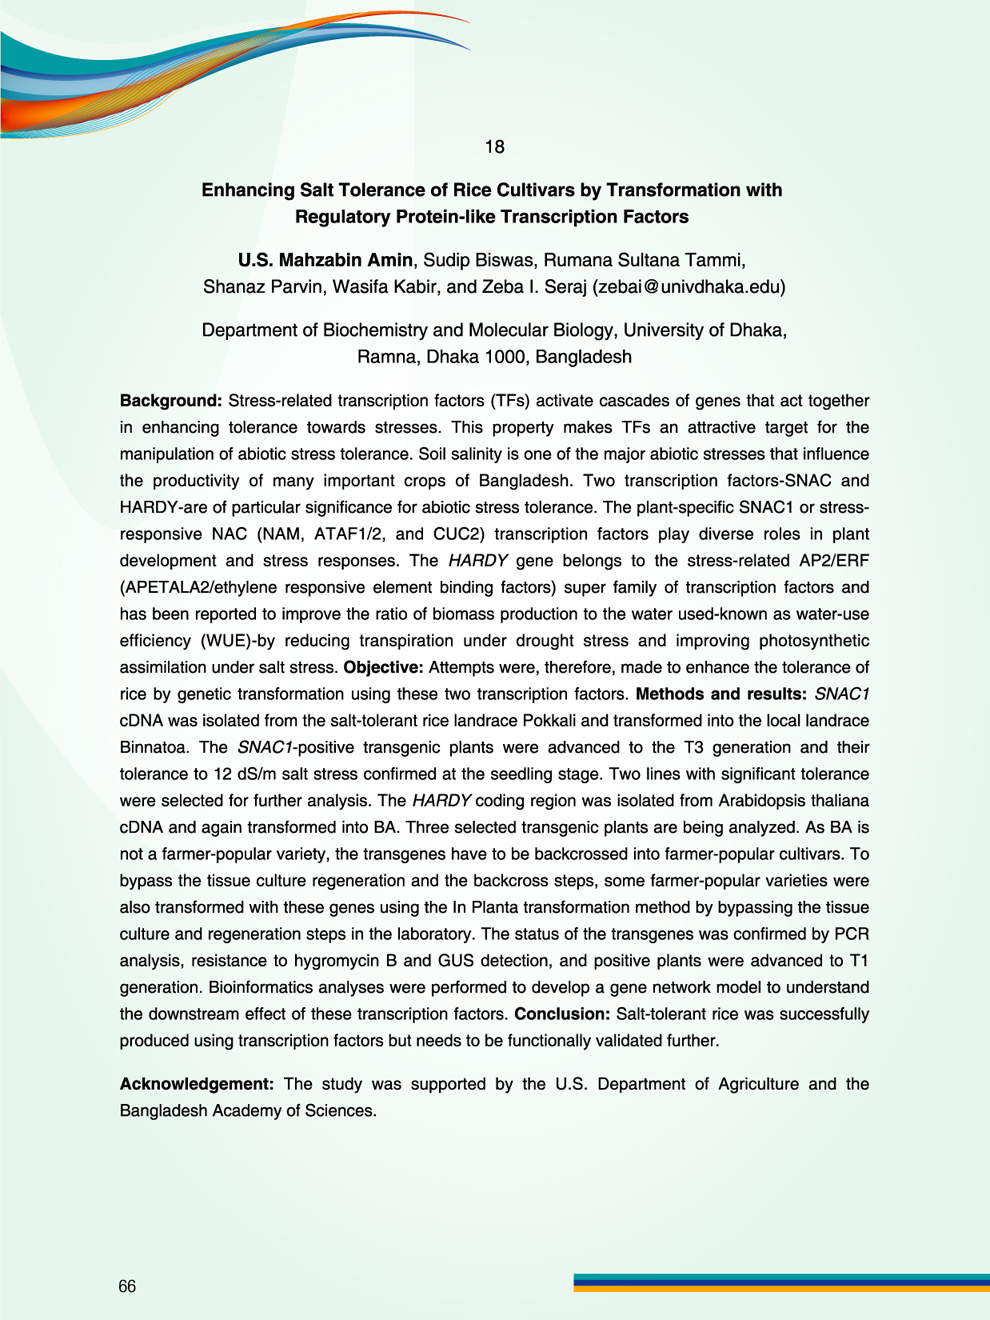 18
Enhancing Salt Tolerance of Rice Cultivars by Transformation with
Regulatory Protein-like Transcription Factors
U.S. Mahzabin Amin, Sudip Biswas, Rumana Sultana Tammi,
Shanaz Parvin, Wasifa Kabir, and Zeba I. Seraj (zebai@univdhaka.edu)
Department of Biochemistry and Molecular Biology, University of Dhaka,
Ramna, Dhaka 1000, Bangladesh
Background: Stress-related transcription factors (TFs) activate cascades of genes that act together
in enhancing tolerance towards stresses. This property makes TFs an attractive target for the
manipulation of abiotic stress tolerance. Soil salinity is one of the major abiotic stresses that influence
the productivity of many important crops of Bangladesh. Two transcription factors-SNAC and
HARDY-are of particular significance for abiotic stress tolerance. The plant-specific SNAC1 or stress-
responsive NAC (NAM, ATAF1/2, and CUC2) transcription factors play diverse roles in plant
development and stress responses. The HARDY gene belongs to the stress-related AP2/ERF
(APETALA2/ethylene responsive element binding factors) super family of transcription factors and
has been reported to improve the ratio of biomass production to the water used-known as water-use
efficiency (WUE)-by reducing transpiration under drought stress and improving photosynthetic
assimilation under salt stress. Objective: Attempts were, therefore, made to enhance the tolerance of
rice by genetic transformation using these two transcription factors. Methods and results: SNAC1
cDNA was isolated from the salt-tolerant rice landrace Pokkali and transformed into the local landrace
Binnatoa. The SNAC1-positive transgenic plants were advanced to the T3 generation and their
tolerance to 12 dS/m salt stress confirmed at the seedling stage. Two lines with significant tolerance
were selected for further analysis. The HARDY coding region was isolated from Arabidopsis thaliana
cDNA and again transformed into BA. Three selected transgenic plants are being analyzed. As BA is
not a farmer-popular variety, the transgenes have to be backcrossed into farmer-popular cultivars. To
bypass the tissue culture regeneration and the backcross steps, some farmer-popular varieties were
also transformed with these genes using the In Planta transformation method by bypassing the tissue
culture and regeneration steps in the laboratory. The status of the transgenes was confirmed by PCR
analysis, resistance to hygromycin B and GUS detection, and positive plants were advanced to T1
generation. Bioinformatics analyses were performed to develop a gene network model to understand
the downstream effect of these transcription factors. Conclusion: Salt-tolerant rice was successfully
produced using transcription factors but needs to be functionally validated further.
Acknowledgement: The study was supported by the U.S. Department of Agriculture and the
Bangladesh Academy of Sciences.
66